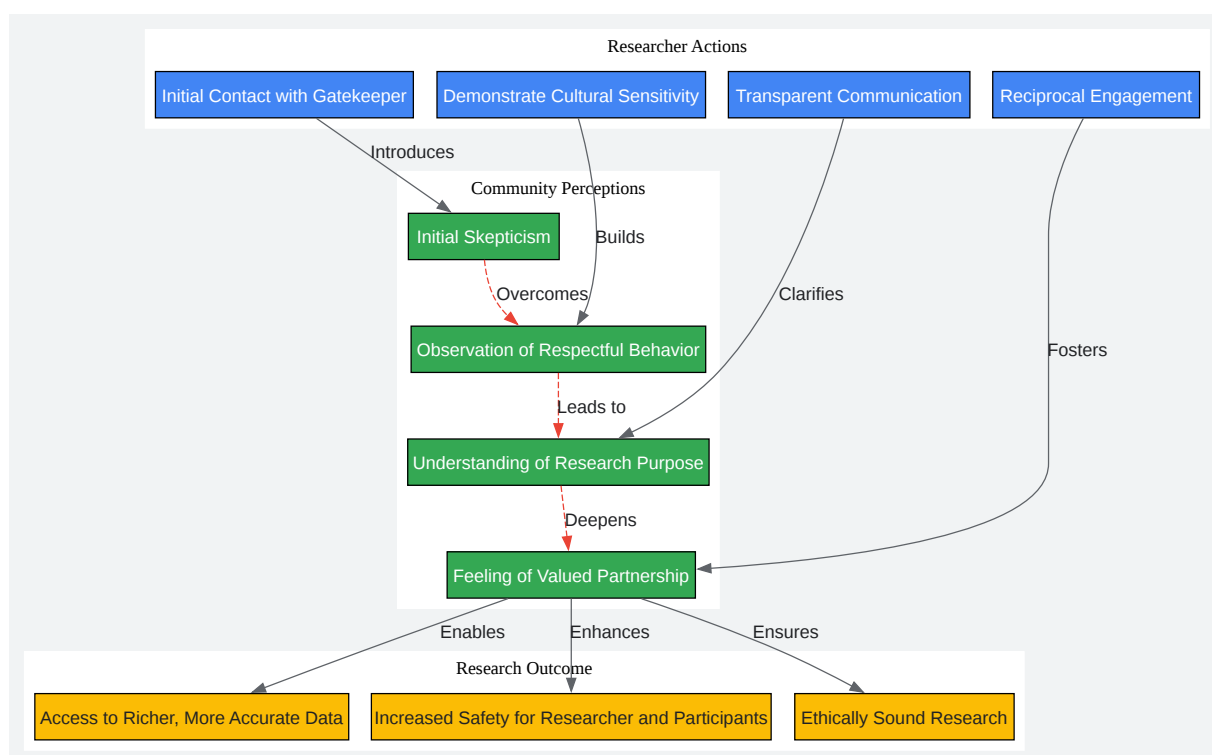 Researcher Actions
Initial Contact with Gatekeeper
Demonstrate Cultural Sensitivity
Transparent Communication
Reciprocal Engagement
Introduces
Community Perceptions
Initial Skepticism
Builds
Overcomes
Clarifies
Observation of Respectful Behavior
Fosters
Leads to
Understanding of Research Purpose
Deepens
Feeling of Valued Partnership
Enables
Enhances
Ensures
Research Outcome
Access to Richer, More Accurate Data
Increased Safety for Researcher and Participants
Ethically Sound Research